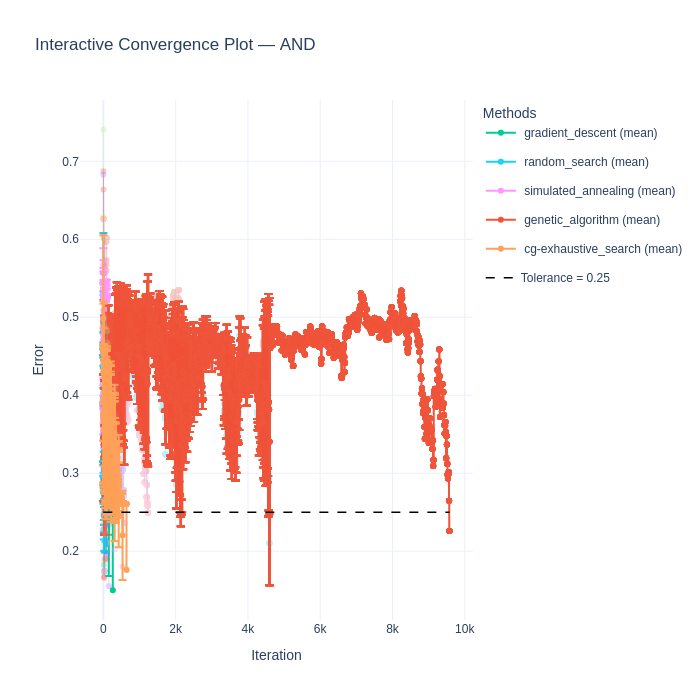 Interactive Convergence Plot — AND
Methods
gradient_descent (mean)
random_search (mean)
simulated_annealing (mean)
genetic_algorithm (mean)
cg-exhaustive_search (mean)
Tolerance = 0.25
Error
0.7
0.6
0.5
0.4
0.3
0.2
0
2k
4k
6k
8k
10k
Iteration